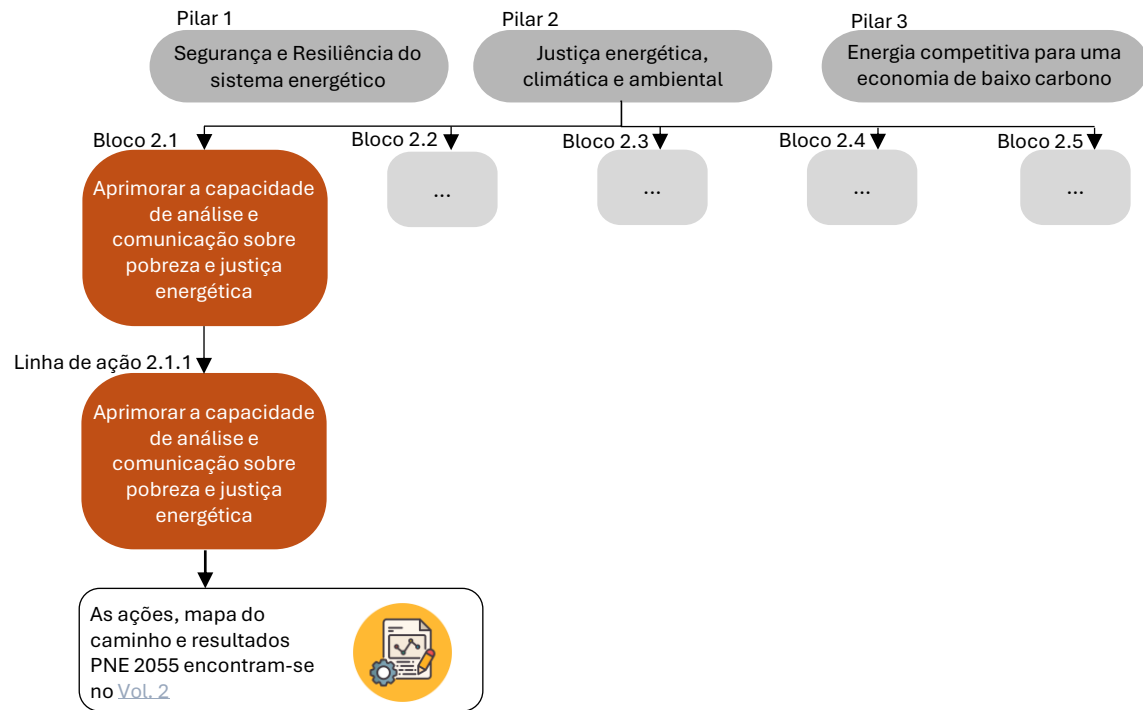 Pilar 1
Pilar 2
Pilar 3
Segurança e Resiliência do
sistema energético
Justiça energética,
climática e ambiental
Energia competitiva para uma
economia de baixo carbono
Bloco 2.1
Bloco 2.2
Bloco 2.3
Bloco 2.4
Bloco 2.5
Aprimorar a capacidade
de análise e
comunicação sobre
pobreza e justiça
energética
...
...
...
...
Linha de ação 2.1.1
Aprimorar a capacidade
de análise e
comunicação sobre
pobreza e justiça
energética
As ações, mapa do
caminho e resultados
PNE 2055 encontram-se
no Vol. 2